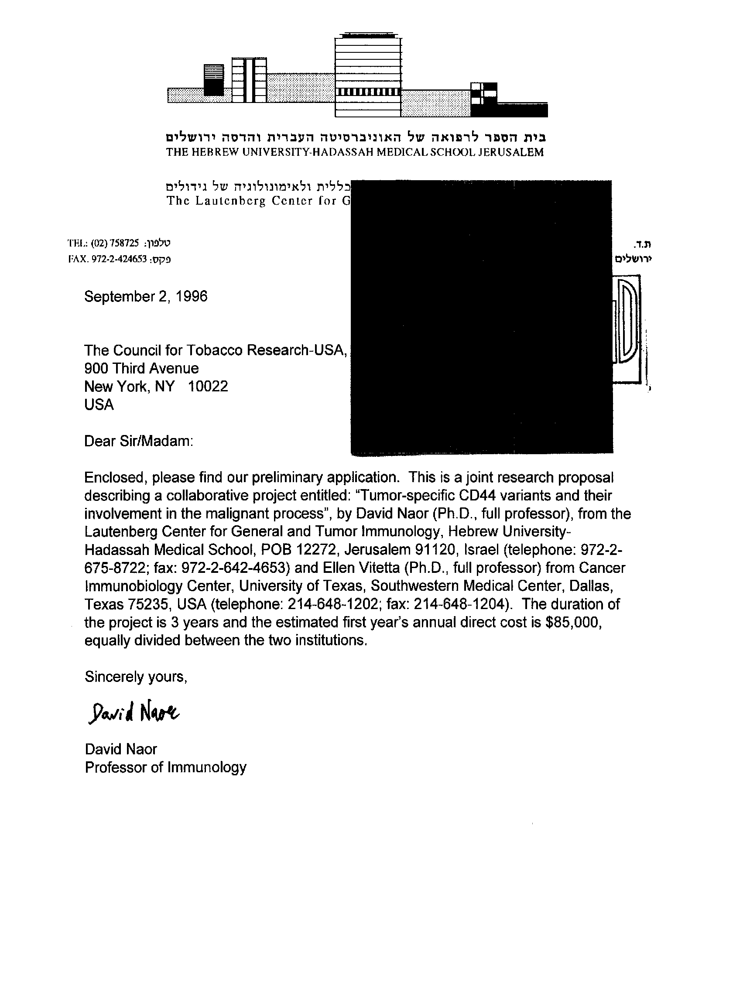 בית הספר לרפואה של האוניברסיטה העברית והדסה ירושלים
THE HEBREW UNIVERSITY-HADASSAH MEDICAL SCHOOL JERUSALEM
כללית ולאימונולוגיה של גידולים
The Lautenberg Center for G
TEL: (02) 758725 :טלפון
FAX. 972-2-424653 :פקס
ת.ד.
ירושלים
September 2, 1996
The Council for Tobacco Research-USA,
900 Third Avenue
New York, NY 10022
USA
Dear Sir/Madam:
Enclosed, please find our preliminary application. This is a joint research proposal
describing a collaborative project entitled: “Tumor-specific CD44 variants and their
involvement in the malignant process”, by David Naor (Ph.D., full professor), from the
Lautenberg Center for General and Tumor Immunology, Hebrew University-
Hadassah Medical School, POB 12272, Jerusalem 91120, Israel (telephone: 972-2-
675-8722; fax: 972-2-642-4653) and Ellen Vitetta (Ph.D., full professor) from Cancer
Immunobiology Center, University of Texas, Southwestern Medical Center, Dallas,
Texas 75235, USA (telephone: 214-648-1202; fax: 214-648-1204). The duration of
the project is 3 years and the estimated first year's annual direct cost is $85,000,
equally divided between the two institutions.
Sincerely yours,
David Naor
David Naor
Professor of Immunology